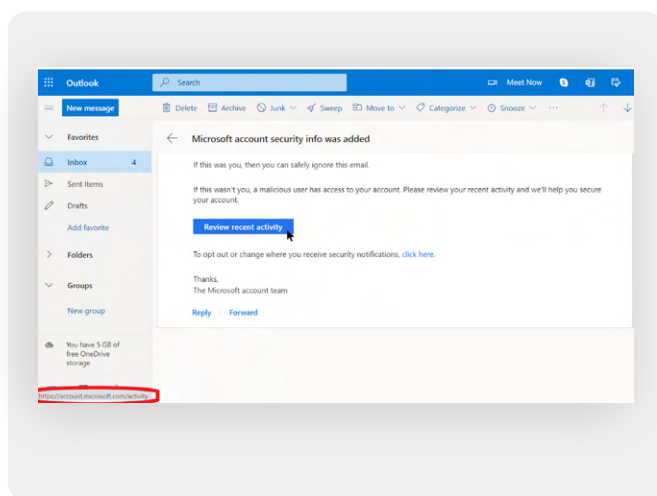 Outlook
Search
Meet Now
New message
Delete Archive Junk Sweep Move to Categorize Snooze
Favorites
Microsoft account security info was added
Inbox 4
If this was you, then you can safely ignore this email.
Sent Items
If this wasn't you, a malicious user has access to your account. Please review your recent activity and we'll help you secure
your account.
Drafts
Add favorite
Review recent activity
Folders
To opt out or change where you receive security notifications, click here.
Groups
Thanks,
The Microsoft account team
New group
Reply Forward
You have 5 GB of
free OneDrive
storage
https://account.microsoft.com/activity